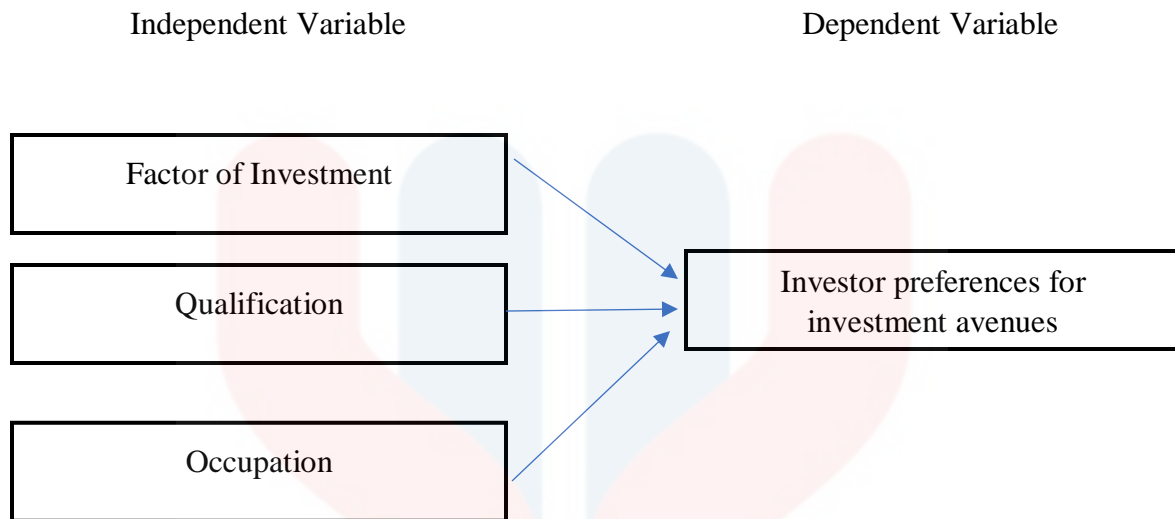 Independent Variable
Dependent Variable
Factor of Investment
Qualification
Occupation
Investor preferences for
investment avenues